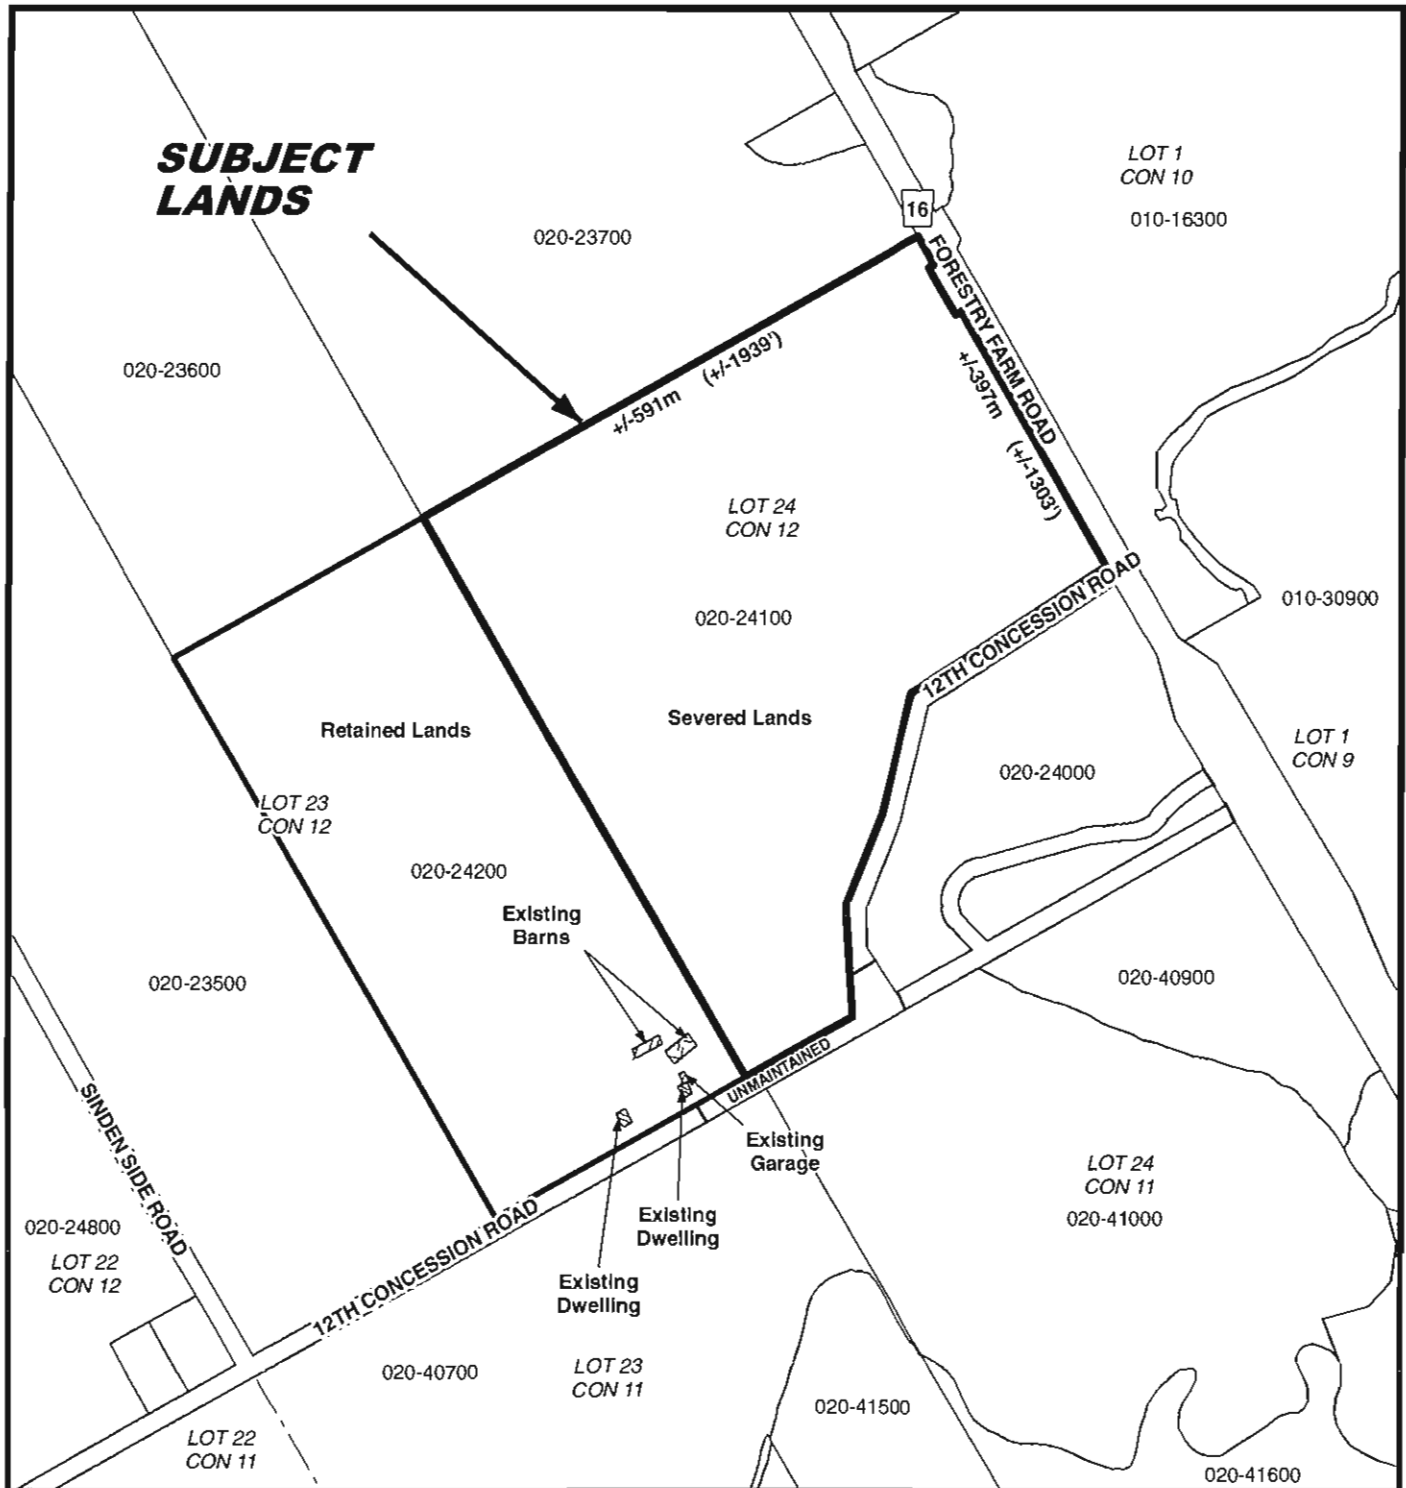 SUBJECT
LANDS
LOT 1
CON 10
010-16300
16
020-23700
FORESTRY FARM ROAD
020-23600
+/-591m (+/-1939')
+/-397m (+/-1303')
LOT 24
CON 12
020-24100
12TH CONCESSION ROAD
010-30900
Retained Lands
Severed Lands
LOT 1
CON 9
020-24000
LOT 23
CON 12
020-24200
Existing
Barns
020-23500
020-40900
UNMAINTAINED
SINDEN SIDE ROAD
Existing
Garage
LOT 24
CON 11
020-41000
Existing
Dwelling
020-24800
LOT 22
CON 12
12TH CONCESSION ROAD
Existing
Dwelling
020-40700
LOT 23
CON 11
020-41500
LOT 22
CON 11
020-41600